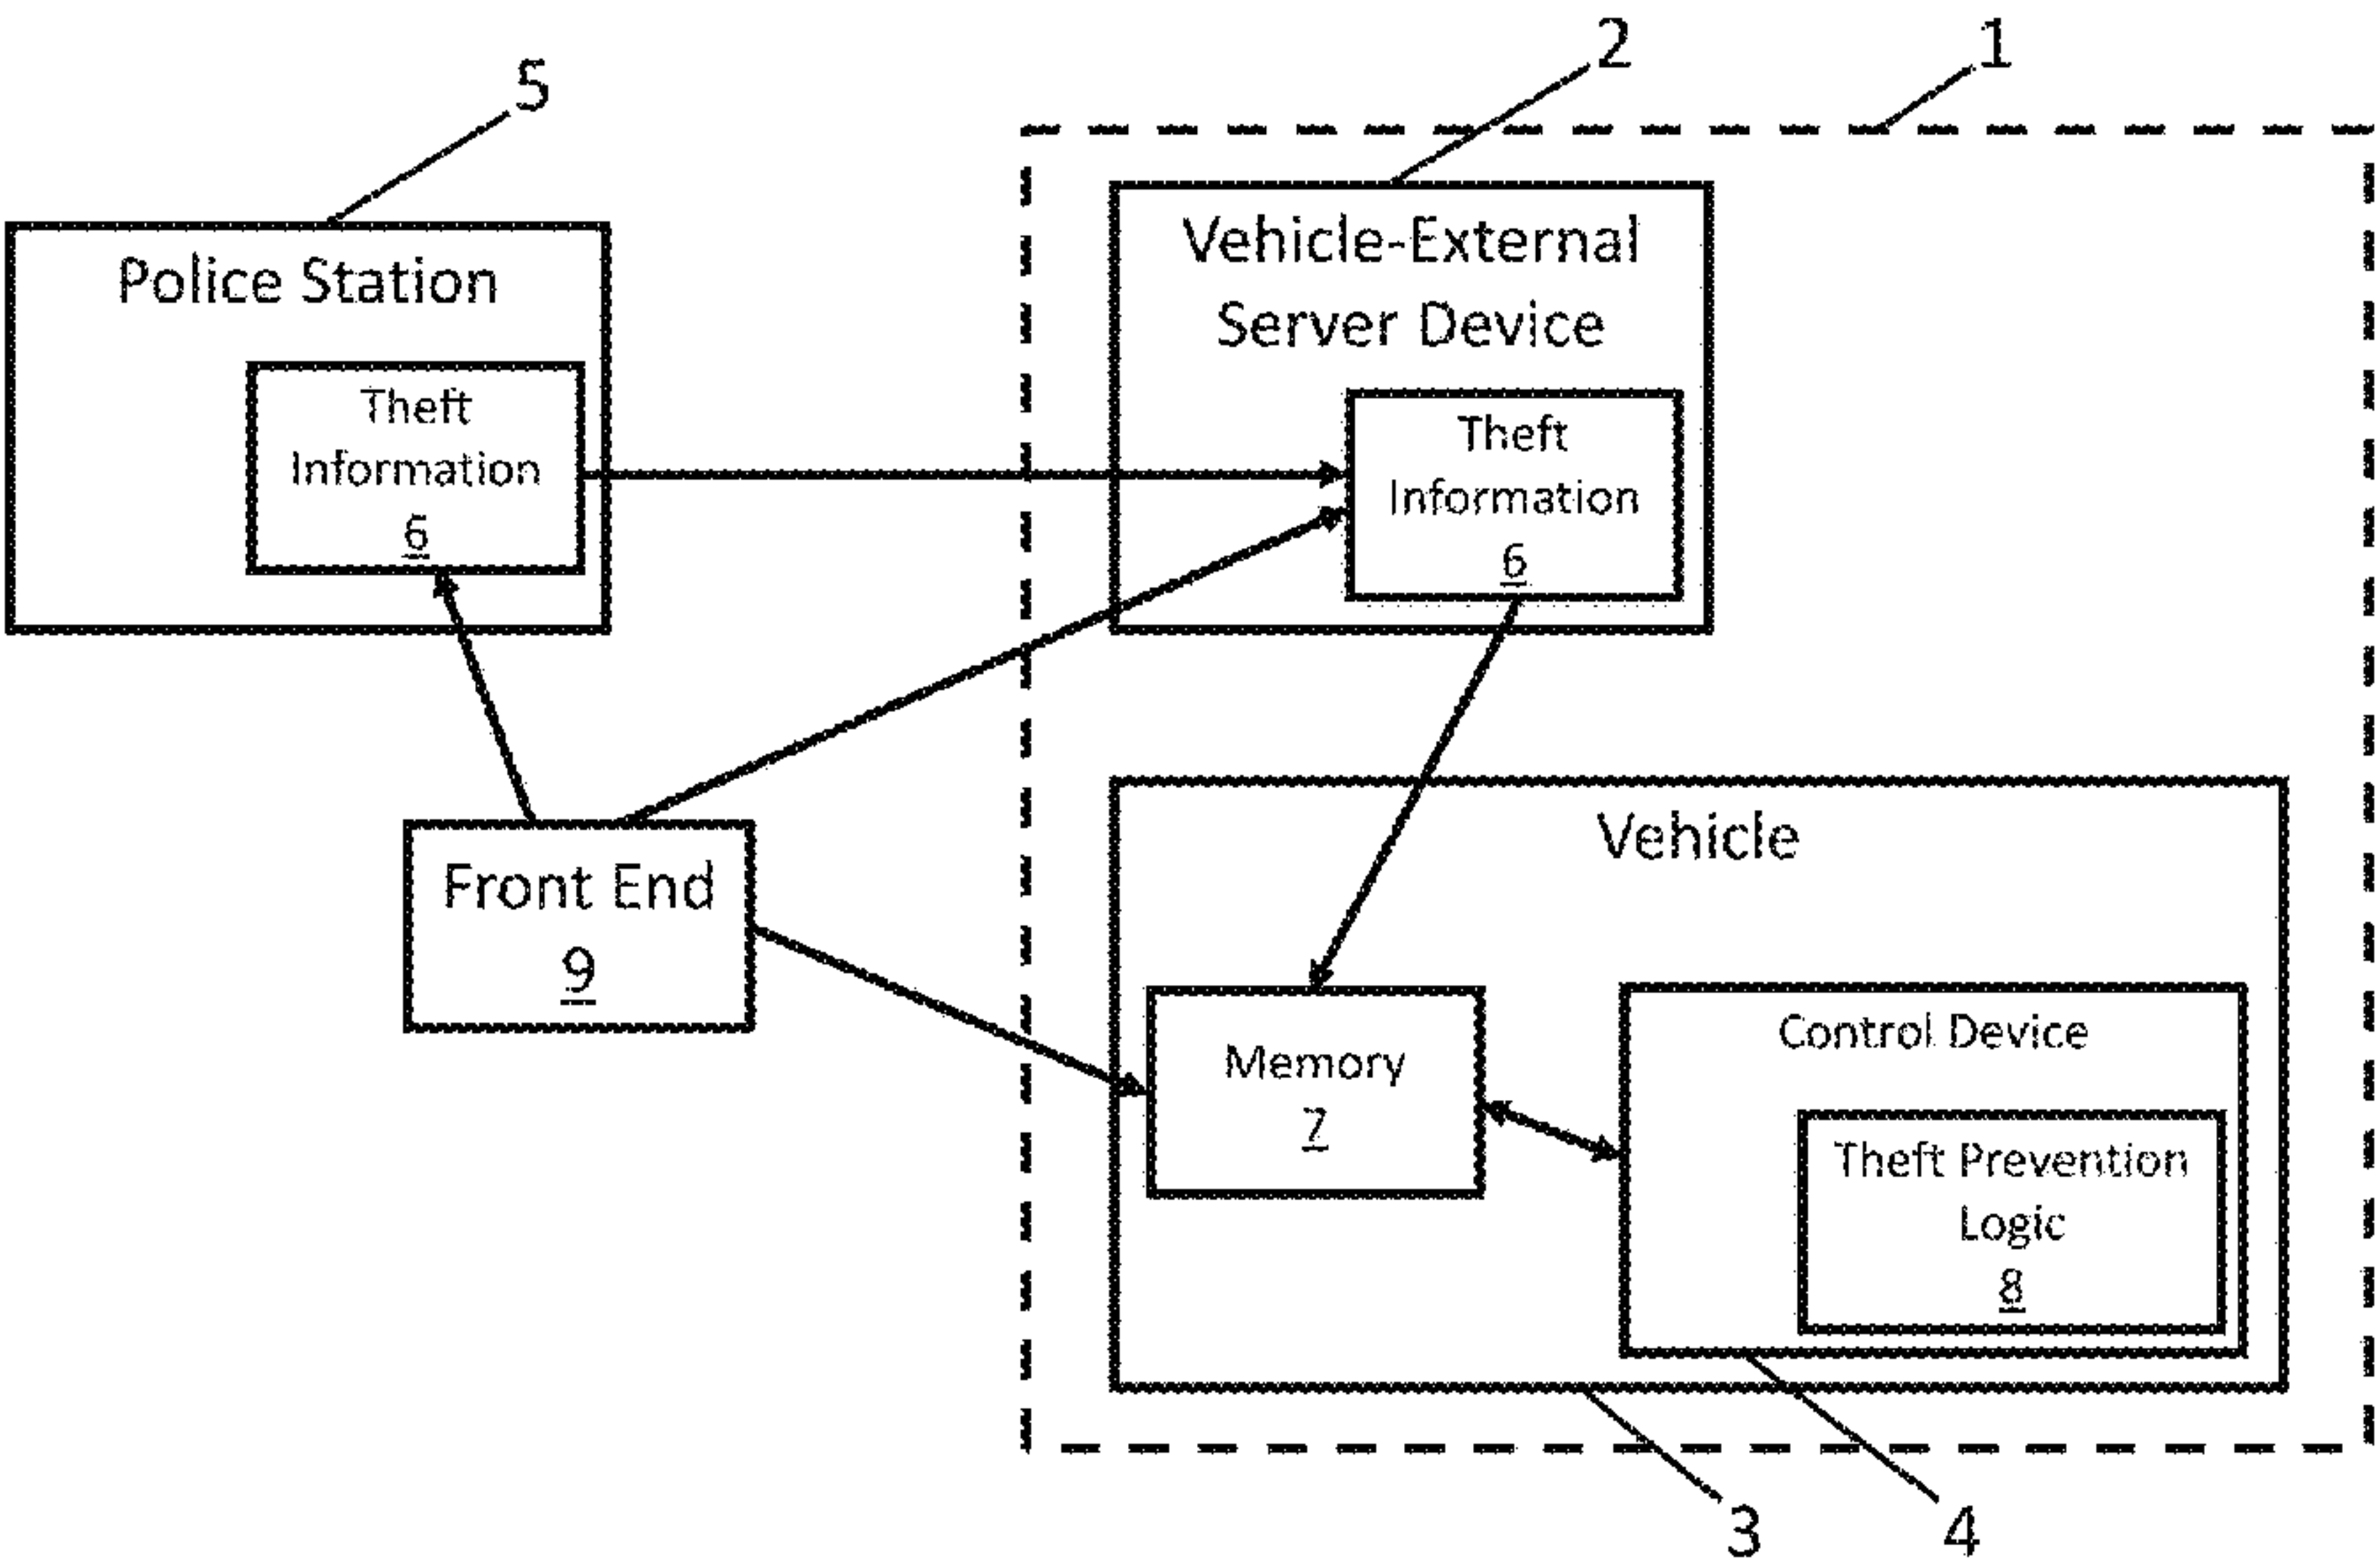 5
2
1
Police Station
Theft
Information
6
Vehicle-External
Server Device
Theft
Information
6
Front End
9
Vehicle
Memory
7
Control Device
Theft Prevention
Logic
8
3
4